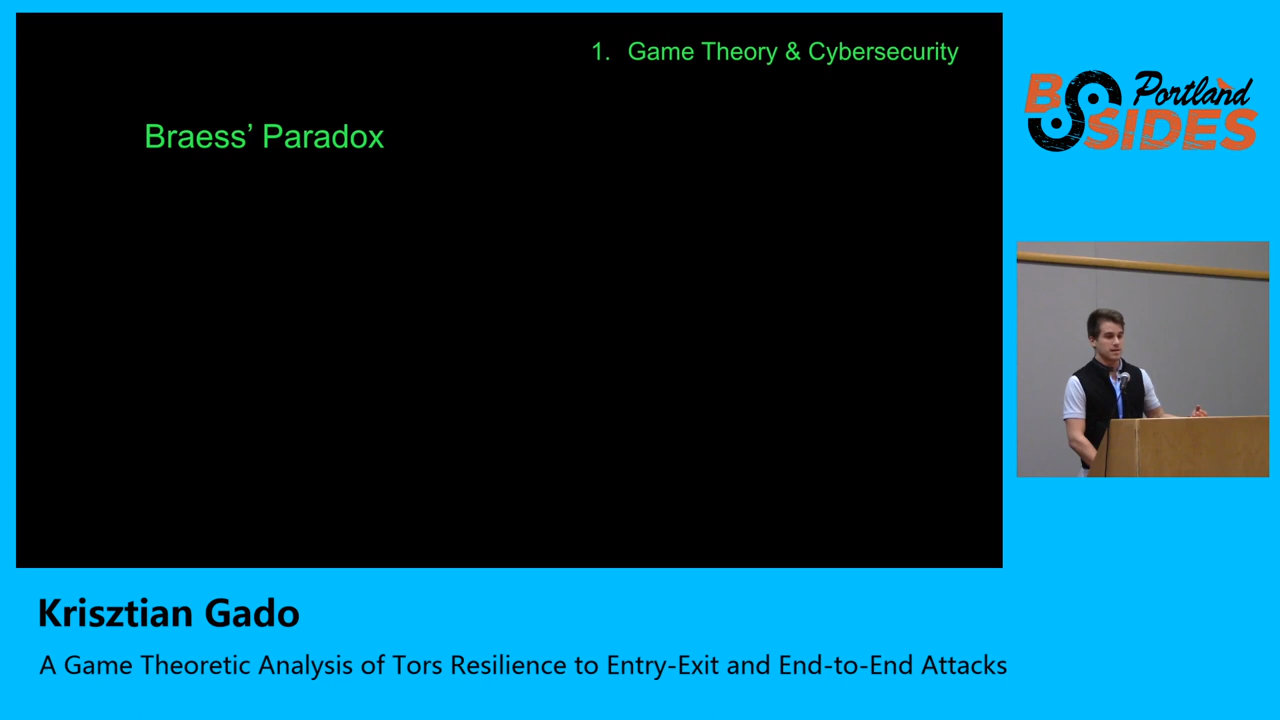 1. Game Theory & Cybersecurity
Braess’ Paradox
B SIDES Portland
Krisztian Gado
A Game Theoretic Analysis of Tors Resilience to Entry-Exit and End-to-End Attacks